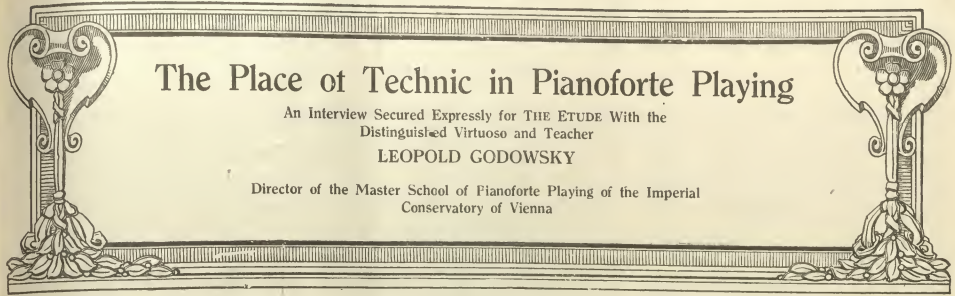 The Place of Technic in Pianoforte Playing
An Interview Secured Expressly for THE ETUDE With the
Distinguished Virtuoso and Teacher
LEOPOLD GODOWSKY
Director of the Master School of Pianoforte Playing of the Imperial
Conservatory of Vienna